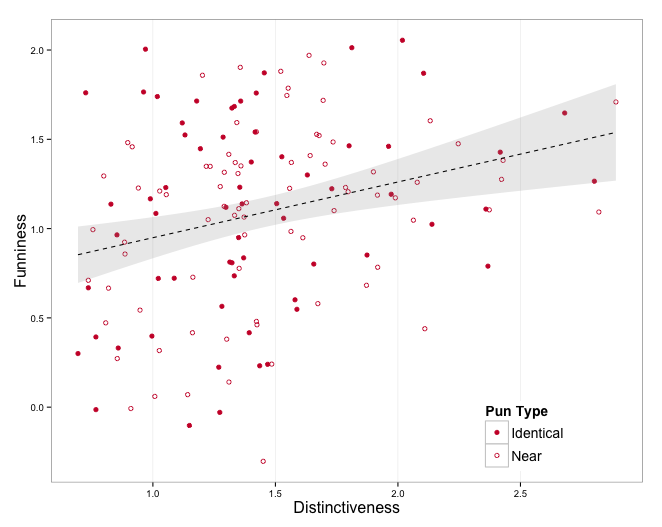 2.0
1.5
1.0
0.5
0.0
Funniness
Pun Type
Identical
Near
1.0 1.5 2.0 2.5
Distinctiveness